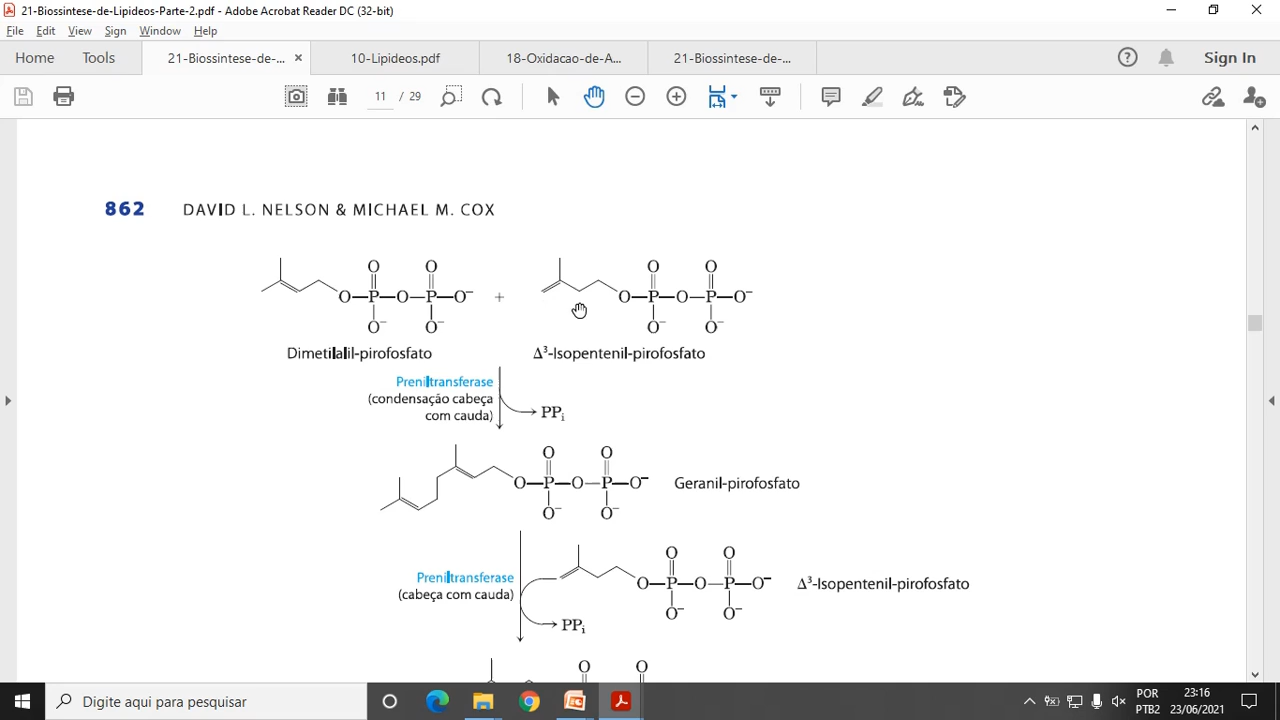 21-Biossintese-de-Lipideos-Parte-2.pdf - Adobe Acrobat Reader DC (32-bit)
File Edit View Sign Window Help
Home Tools 21-Biossintese-de-... × 10-Lipideos.pdf 18-Oxidacao-de-A... 21-Biossintese-de-... Sign In
11 / 29
862 DAVID L. NELSON & MICHAEL M. COX
O O O O
O—P—O—P—O⁻ + O—P—O—P—O⁻
O⁻ O⁻ O⁻ O⁻
Dimetilalil-pirofosfato Δ³-Isopentenil-pirofosfato
Preniltransferase
(condensação cabeça
com cauda)
PPi
O O
O—P—O—P—O⁻ Geranil-pirofosfato
O⁻ O⁻
O O
Preniltransferase
(cabeça com cauda)
O—P—O—P—O⁻ Δ³-Isopentenil-pirofosfato
O⁻ O⁻
PPi
O O
Digite aqui para pesquisar
POR
PTB2
23:16
23/06/2021